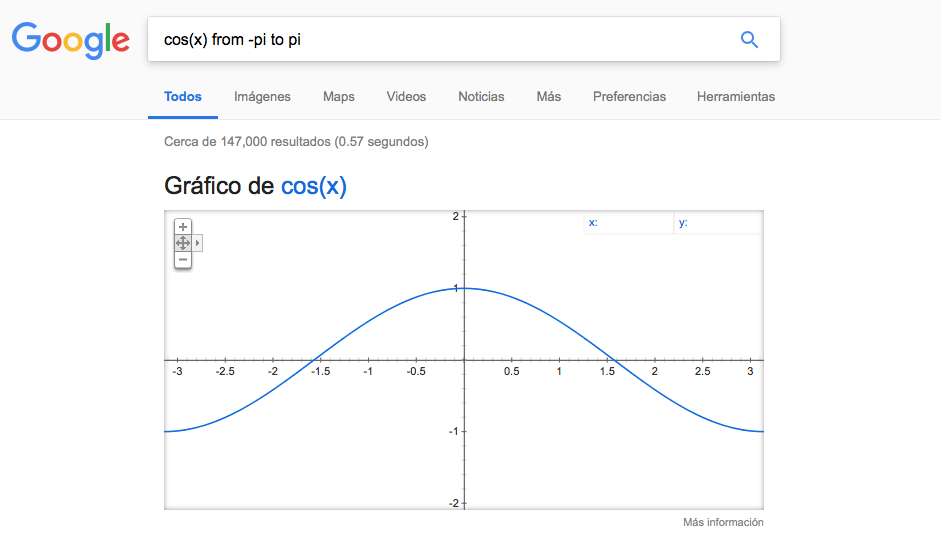 Google
cos(x) from -pi to pi
Todos Imágenes Maps Videos Noticias Más Preferencias Herramientas
Cerca de 147,000 resultados (0.57 segundos)
Gráfico de cos(x)
2
x: y:
1
-3 -2.5 -2 -1.5 -1 -0.5 0.5 1 1.5 2 2.5 3
-1
-2
Más información